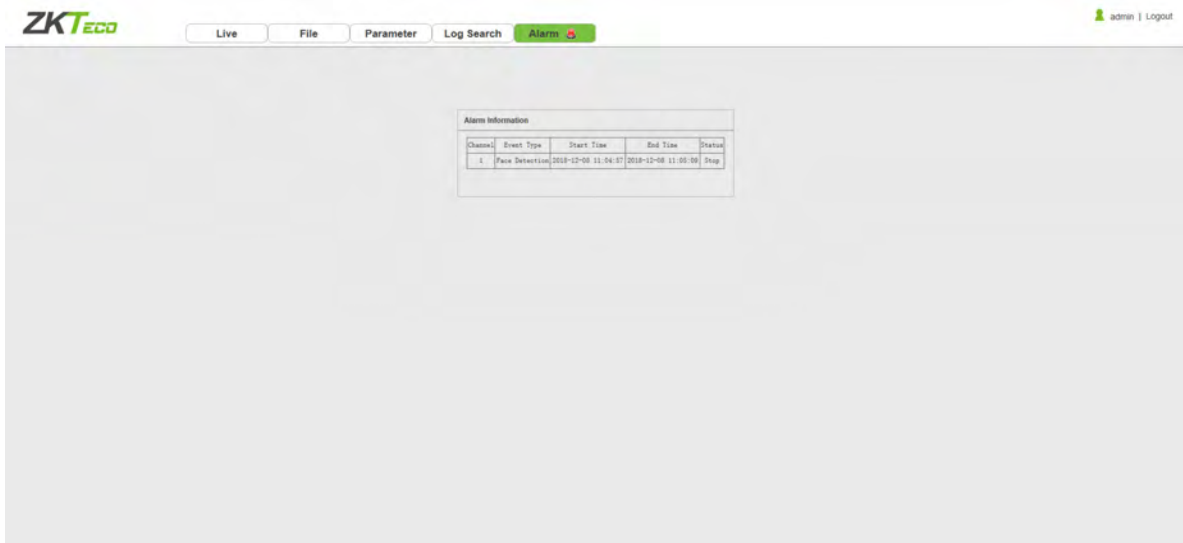 ZKTECO
admin | Logout
Live File Parameter Log Search Alarm
Alarm Information
Channel Event Type Start Time End Time Status
1 Face Detection 2018-12-08 11:04:57 2018-12-08 11:05:09 Stop